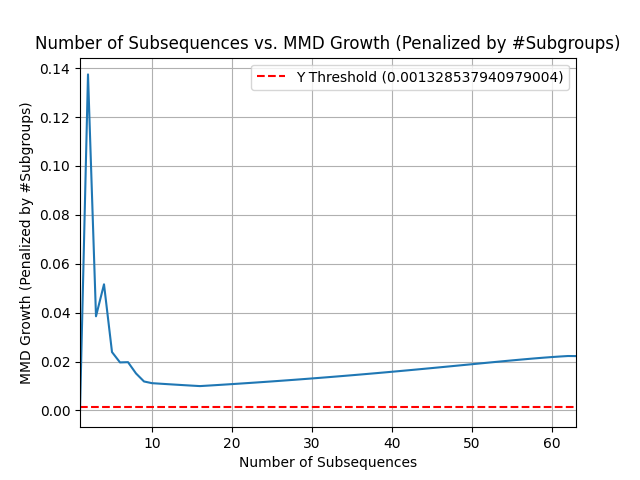 Number of Subsequences vs. MMD Growth (Penalized by #Subgroups)
MMD Growth (Penalized by #Subgroups)
0.14
0.12
0.10
0.08
0.06
0.04
0.02
0.00
Y Threshold (0.001328537940979004)
10 20 30 40 50 60
Number of Subsequences